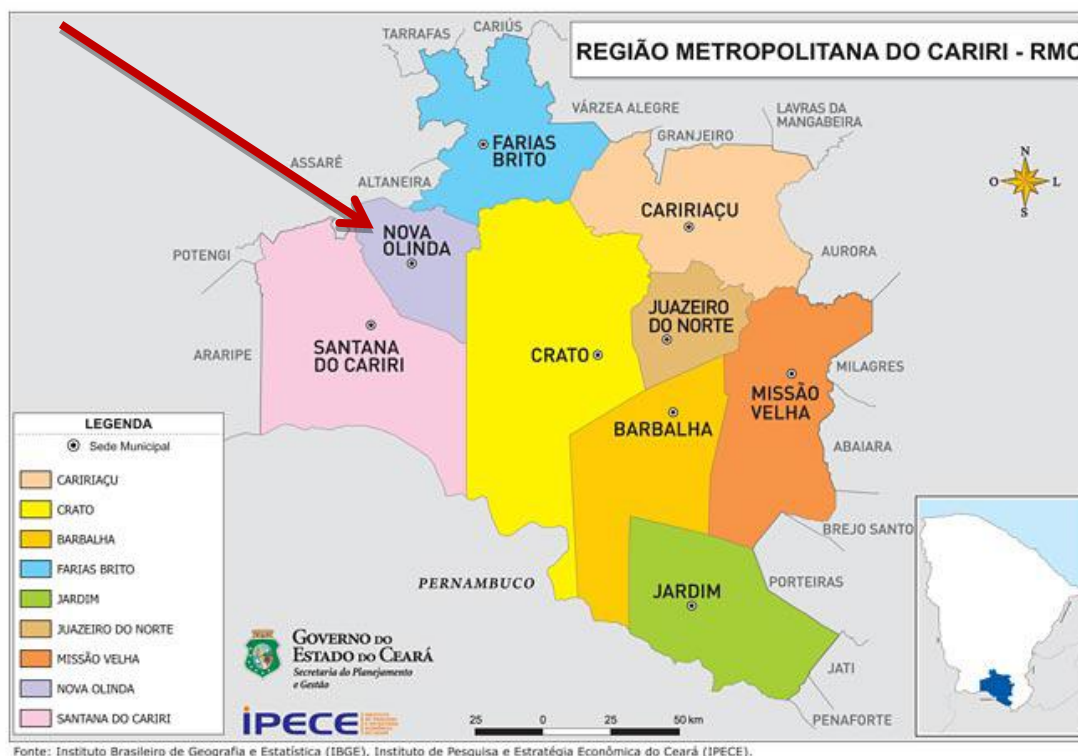 REGIÃO METROPOLITANA DO CARIRI - RMC
TARRAFAS
CARIÚS
VÁRZEA ALEGRE
LAVRAS DA
MANGABEIRA
GRANJEIRO
FARIAS
BRITO
ASSARÉ
ALTANEIRA
N
O
L
S
CARIRIAÇU
NOVA
OLINDA
POTENGI
AURORA
JUAZEIRO
DO NORTE
SANTANA
DO CARIRI
CRATO
ARARIPE
MILAGRES
MISSÃO
VELHA
BARBALHA
ABAIARA
BREJO SANTO
PERNAMBUCO
JARDIM
PORTEIRAS
JATI
PENAFORTE
LEGENDA
Sede Municipal
CARIRIAÇU
CRATO
BARBALHA
FARIAS BRITO
JARDIM
JUAZEIRO DO NORTE
MISSÃO VELHA
NOVA OLINDA
SANTANA DO CARIRI
GOVERNO DO
ESTADO DO CEARÁ
Secretaria do Planejamento
e Gestão
IPECE
25 0 25 50 km
Fonte: Instituto Brasileiro de Geografia e Estatística (IBGE), Instituto de Pesquisa e Estratégia Econômica do Ceará (IPECE).